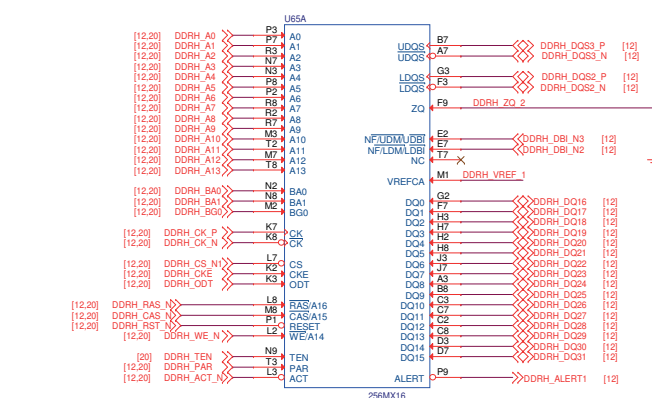 U65A
[12,20] DDRH_A0 P3 A0
[12,20] DDRH_A1 P7 A1
[12,20] DDRH_A2 R3 A2
[12,20] DDRH_A3 N7 A3
[12,20] DDRH_A4 N3 A4
[12,20] DDRH_A5 P8 A5
[12,20] DDRH_A6 P2 A6
[12,20] DDRH_A7 R8 A7
[12,20] DDRH_A8 R2 A8
[12,20] DDRH_A9 R7 A9
[12,20] DDRH_A10 M3 A10
[12,20] DDRH_A11 T2 A11
[12,20] DDRH_A12 M7 A12
[12,20] DDRH_A13 T8 A13
[12,20] DDRH_BA0 N2 BA0
[12,20] DDRH_BA1 N8 BA1
[12,20] DDRH_BG0 M2 BG0
[12,20] DDRH_CK_P K7 CK
[12,20] DDRH_CK_N K8 CK
[12,20] DDRH_CS_N1 L7 CS
[12,20] DDRH_CKE K2 CKE
[12,20] DDRH_ODT K3 ODT
[12,20] DDRH_RAS_N L8 RAS/A16
[12,20] DDRH_CAS_N M8 CAS/A15
[12,20] DDRH_RST_N P1 RESET
[12,20] DDRH_WE_N L2 WE/A14
[20] DDRH_TEN N9 TEN
[12,20] DDRH_PAR T3 PAR
[12,20] DDRH_ACT_N L3 ACT
UDQS B7 DDRH_DQS3_P [12]
UDQS A7 DDRH_DQS3_N [12]
LDQS G3 DDRH_DQS2_P [12]
LDQS F3 DDRH_DQS2_N [12]
ZQ F9 DDRH_ZQ_2
NF/UDM/UDBI E2 DDRH_DBI_N3 [12]
NF/LDM/LDBI E7 DDRH_DBI_N2 [12]
NC T7
VREFCA M1 DDRH_VREF_1
DQ0 G2 DDRH_DQ16 [12]
DQ1 F7 DDRH_DQ17 [12]
DQ2 H3 DDRH_DQ18 [12]
DQ3 H7 DDRH_DQ19 [12]
DQ4 H2 DDRH_DQ20 [12]
DQ5 H8 DDRH_DQ21 [12]
DQ6 J3 DDRH_DQ22 [12]
DQ7 J7 DDRH_DQ23 [12]
DQ8 A3 DDRH_DQ24 [12]
DQ9 B8 DDRH_DQ25 [12]
DQ10 C3 DDRH_DQ26 [12]
DQ11 C7 DDRH_DQ27 [12]
DQ12 C2 DDRH_DQ28 [12]
DQ13 C8 DDRH_DQ29 [12]
DQ14 D3 DDRH_DQ30 [12]
DQ15 D7 DDRH_DQ31 [12]
ALERT P9 DDRH_ALERT1 [12]
256MX16